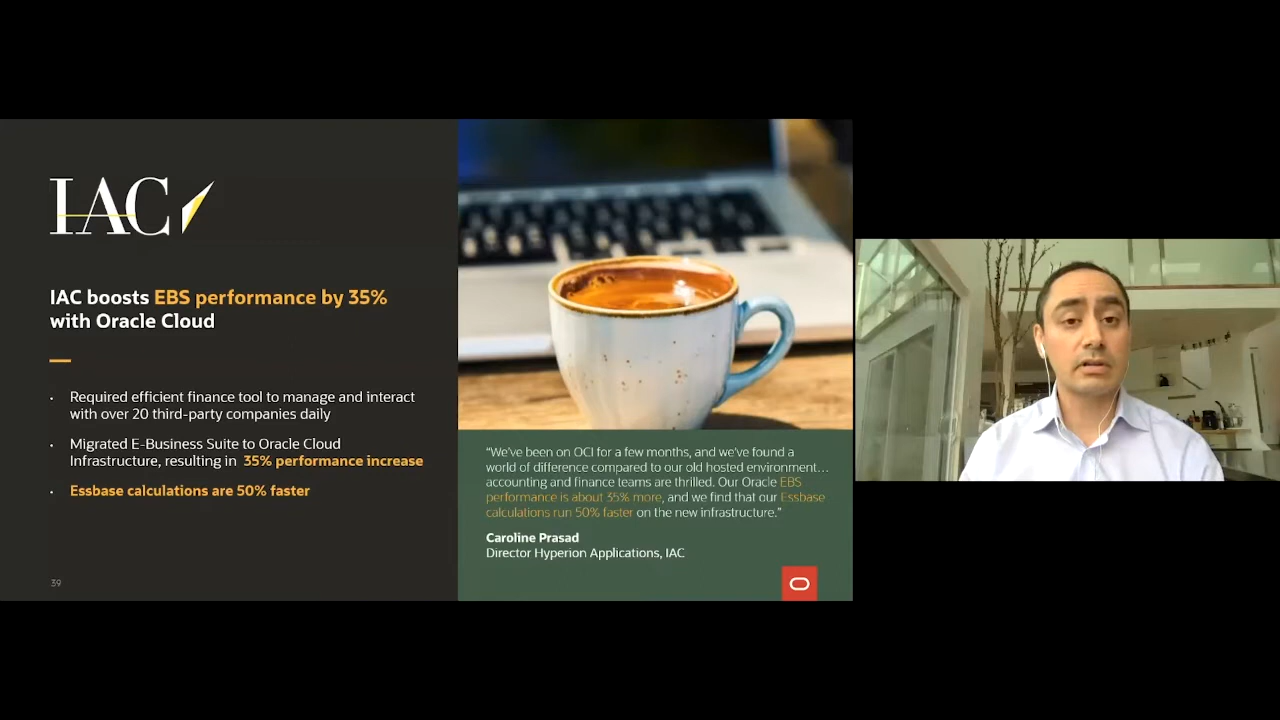 IAC
IAC boosts EBS performance by 35%
with Oracle Cloud
• Required efficient finance tool to manage and interact
with over 20 third-party companies daily
• Migrated E-Business Suite to Oracle Cloud
Infrastructure, resulting in 35% performance increase
• Essbase calculations are 50% faster
39
“We've been on OCI for a few months, and we've found a
world of difference compared to our old hosted environment…
accounting and finance teams are thrilled. Our Oracle EBS
performance is about 35% more, and we find that our Essbase
calculations run 50% faster on the new infrastructure.”
Caroline Prasad
Director Hyperion Applications, IAC